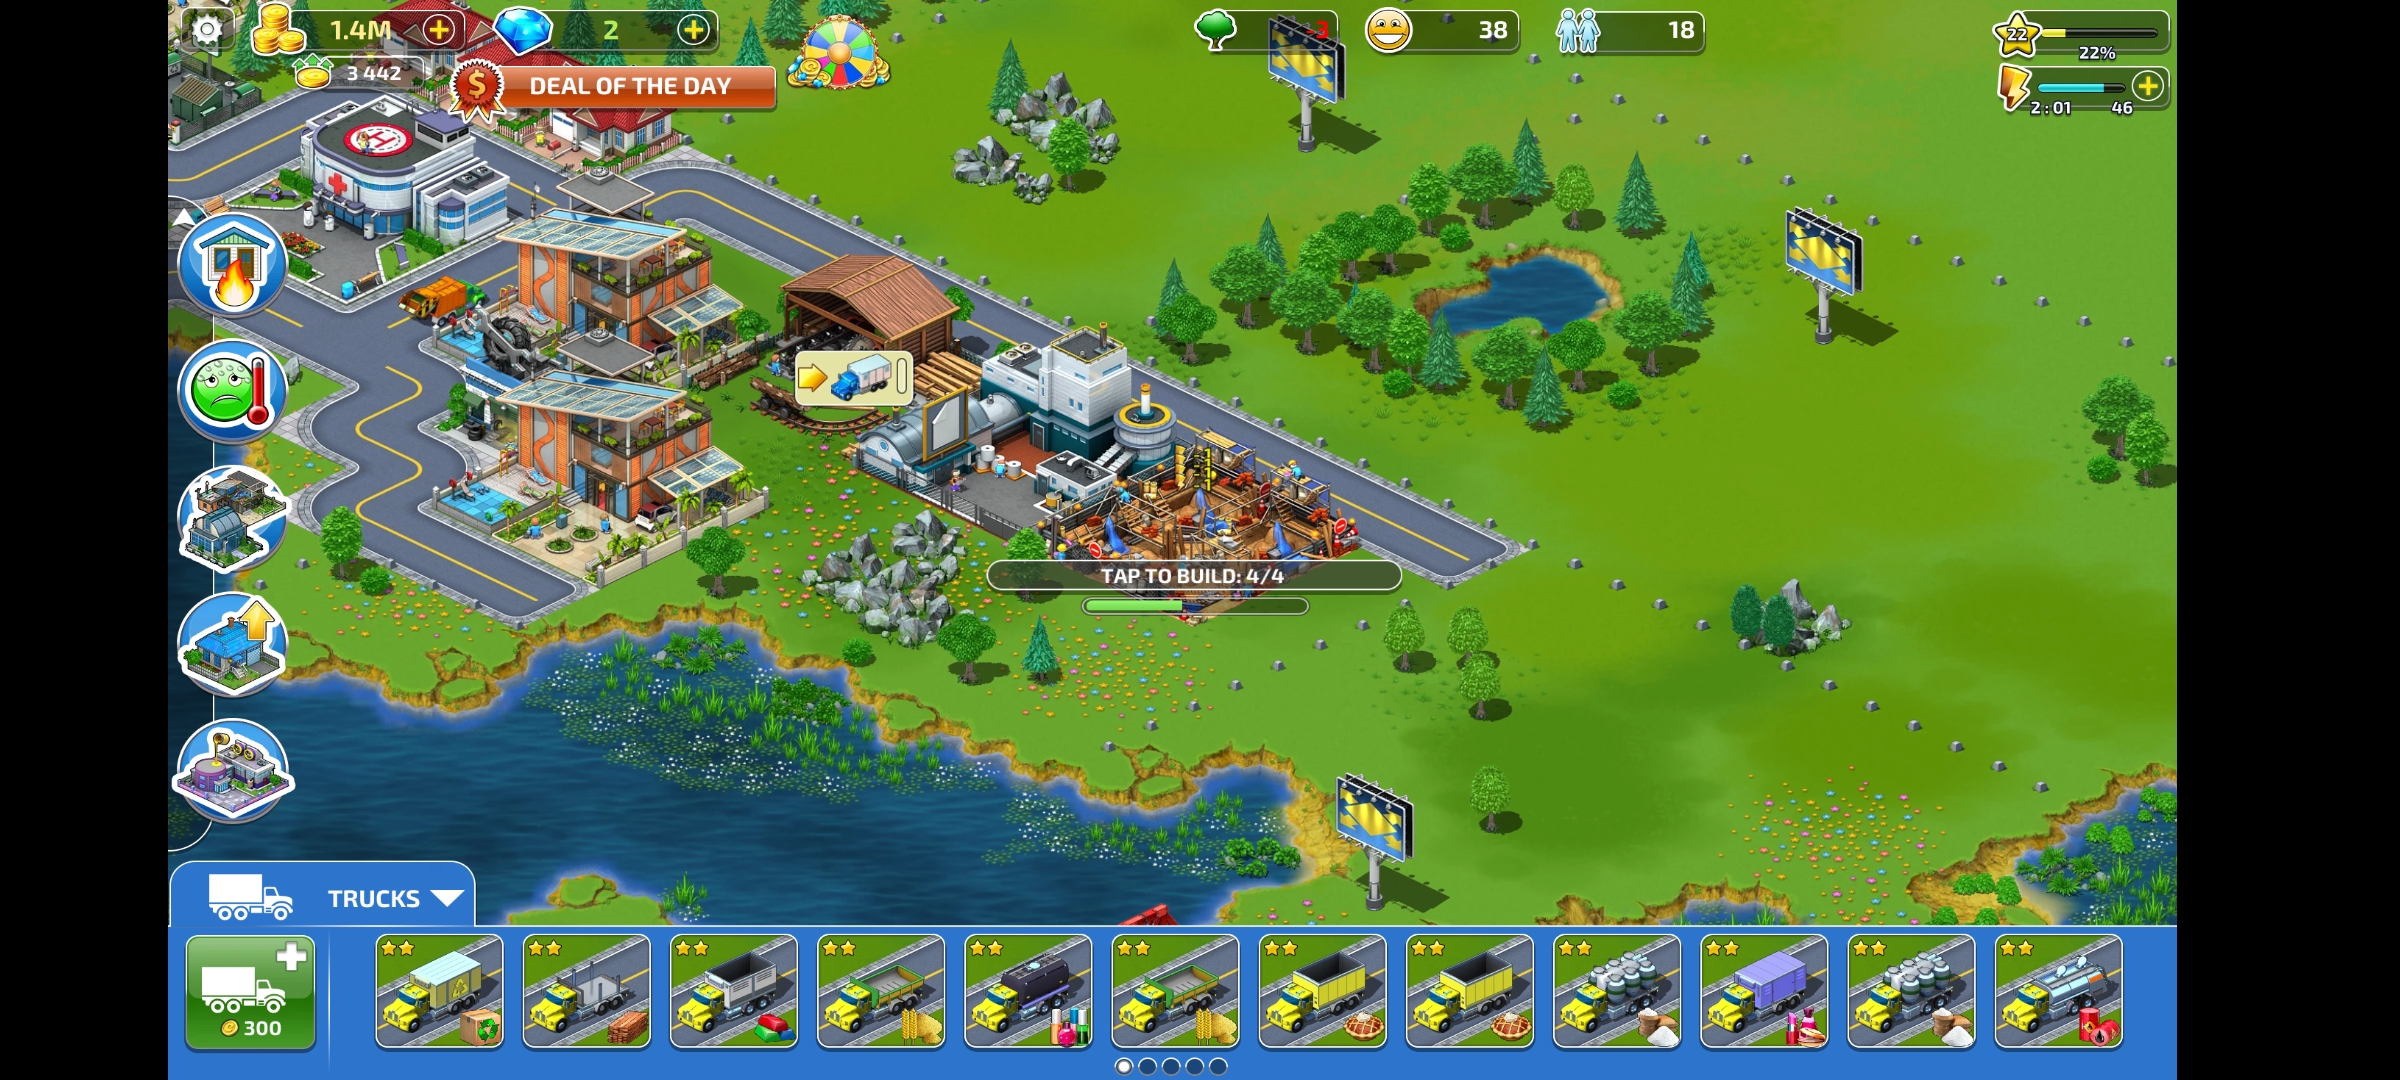 1.4M
2
-3
38
18
22
22%
3 442
DEAL OF THE DAY
2:01
46
H
TAP TO BUILD: 4/4
TRUCKS
300